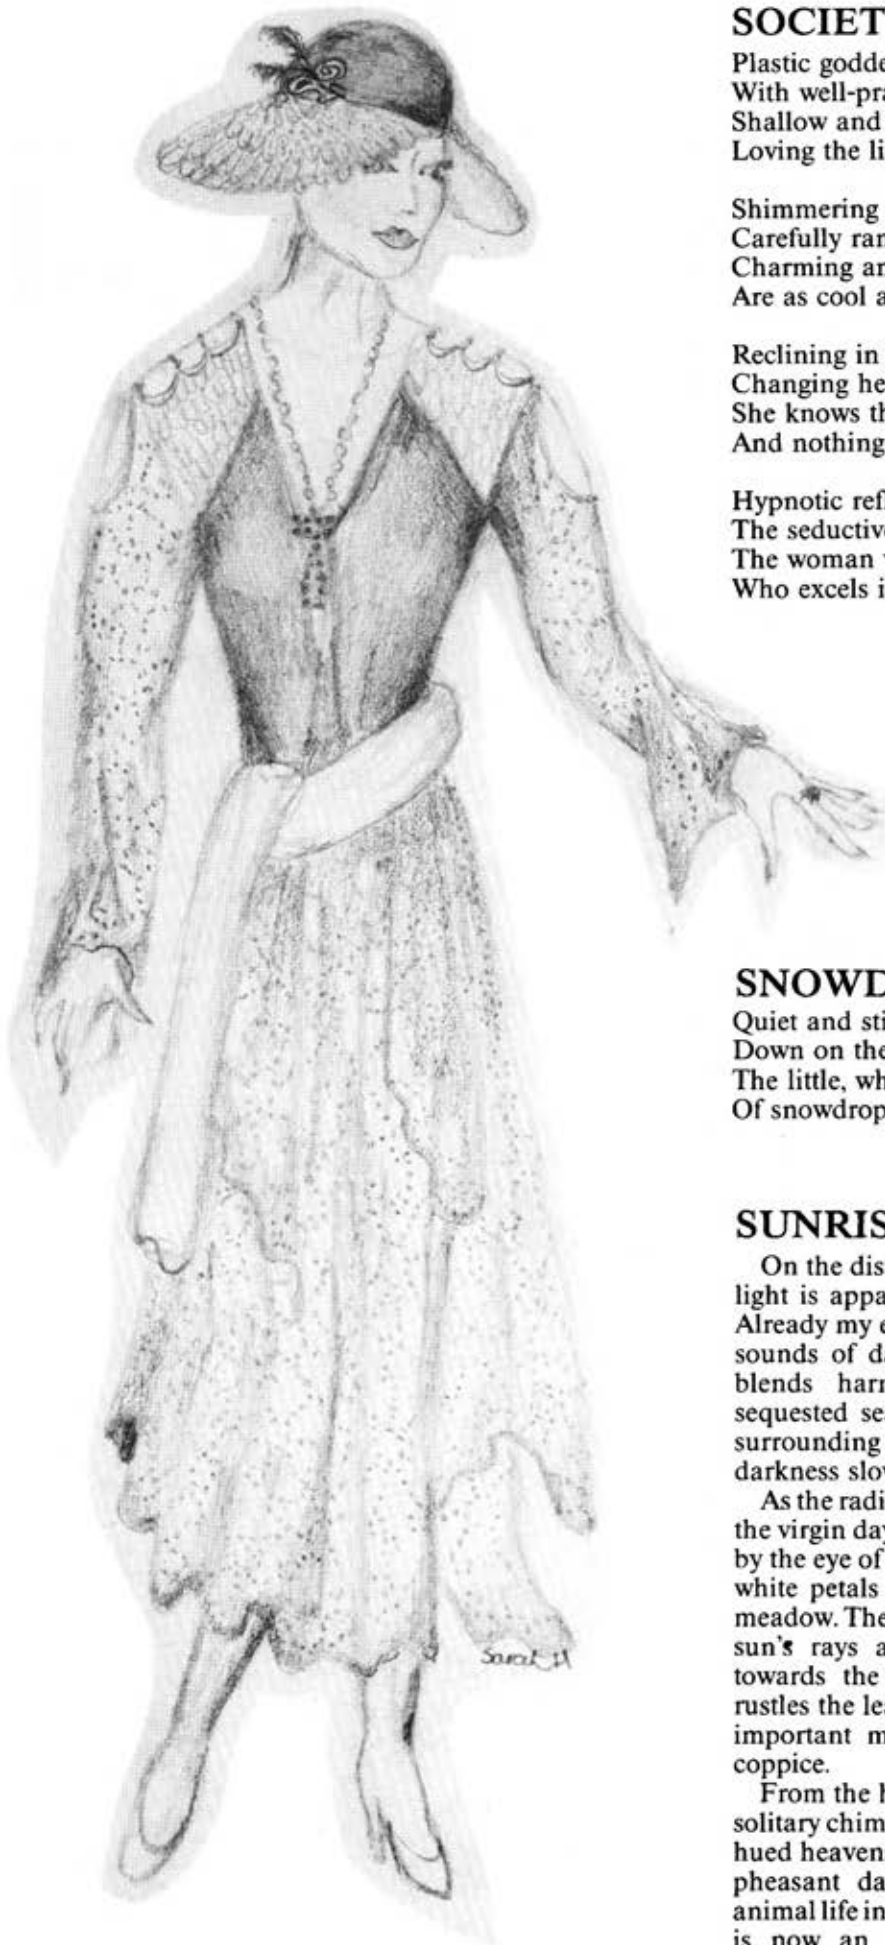 SOCIET
Plastic godde
With well-pra
Shallow and
Loving the li
Shimmering
Carefully ran
Charming an
Are as cool a
Reclining in
Changing he
She knows th
And nothing
Hypnotic ref
The seductive
The woman w
Who excels i
SNOWD
Quiet and sti
Down on the
The little, wh
Of snowdrop
SUNRIS
On the dis
light is appa
Already my e
sounds of da
blends harr
sequested se
surrounding
darkness slov
As the radi
the virgin day
by the eye of
white petals
meadow. The
sun's rays a
towards the
rustles the lea
important m
coppice.
From the h
solitary chim
hued heaven
pheasant da
animal life in
is now an
Sarah H